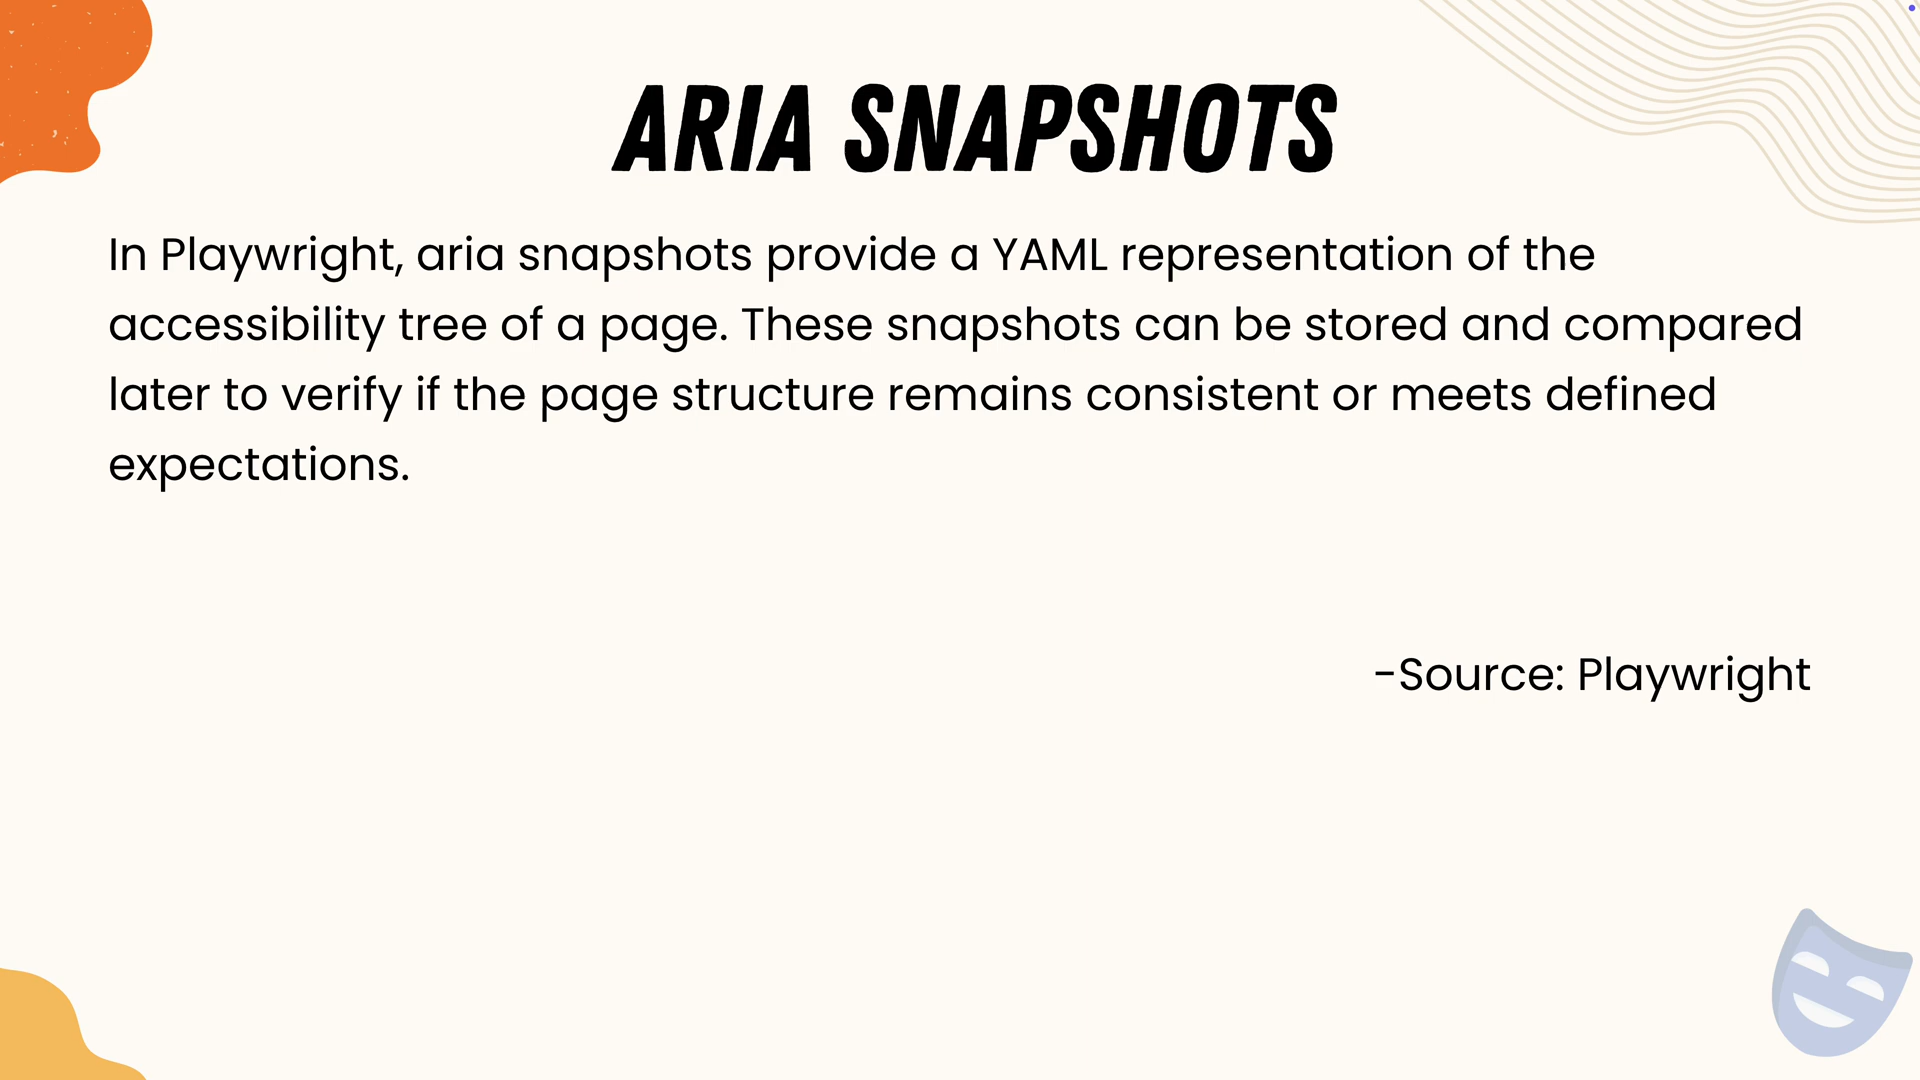 ARIA SNAPSHOTS
In Playwright, aria snapshots provide a YAML representation of the
accessibility tree of a page. These snapshots can be stored and compared
later to verify if the page structure remains consistent or meets defined
expectations.
-Source: Playwright